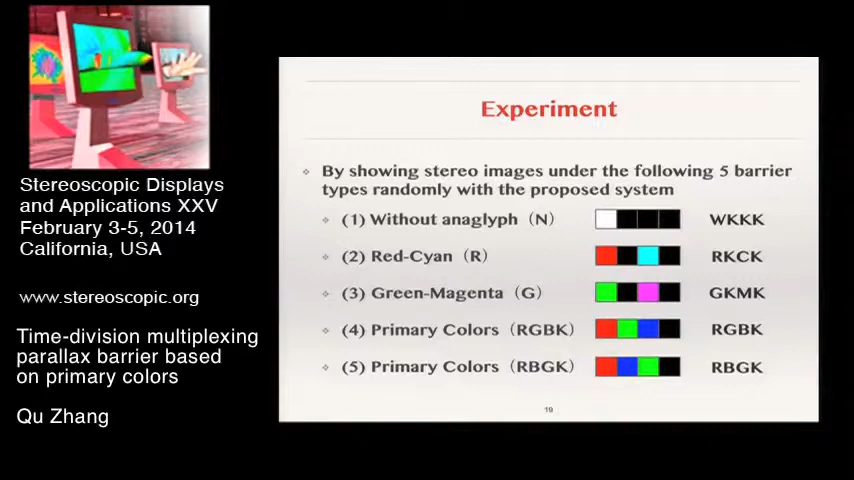 Stereoscopic Displays
and Applications XXV
February 3-5, 2014
California, USA
www.stereoscopic.org
Time-division multiplexing
parallax barrier based
on primary colors
Qu Zhang
Experiment
❖ By showing stereo images under the following 5 barrier
types randomly with the proposed system
❖ (1) Without anaglyph（N） WKKK
❖ (2) Red-Cyan（R） RKCK
❖ (3) Green-Magenta（G） GKMK
❖ (4) Primary Colors（RGBK） RGBK
❖ (5) Primary Colors（RBGK） RBGK
19